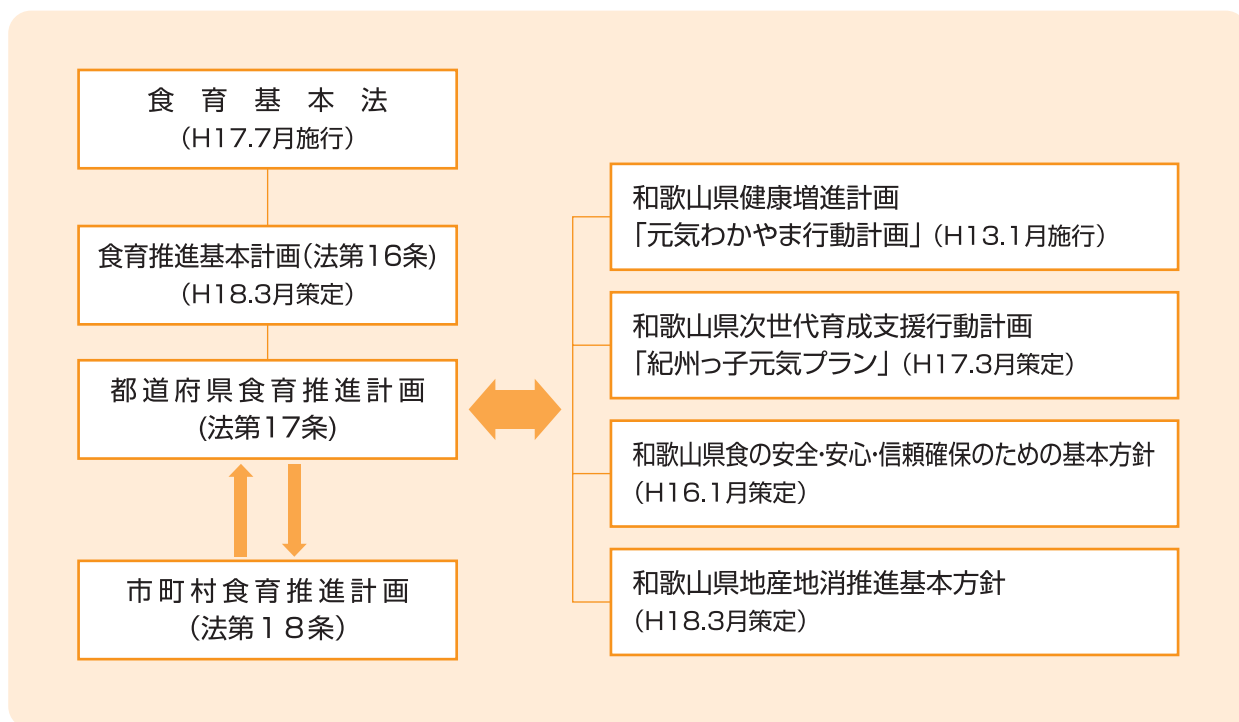 食育基本法
(H17.7月施行)
食育推進基本計画(法第16条)
(H18.3月策定)
都道府県食育推進計画
(法第17条)
市町村食育推進計画
(法第18条)
和歌山県健康増進計画
「元気わかやま行動計画」(H13.1月施行)
和歌山県次世代育成支援行動計画
「紀州っ子元気プラン」(H17.3月策定)
和歌山県食の安全・安心・信頼確保のための基本方針
(H16.1月策定)
和歌山県地産地消推進基本方針
(H18.3月策定)